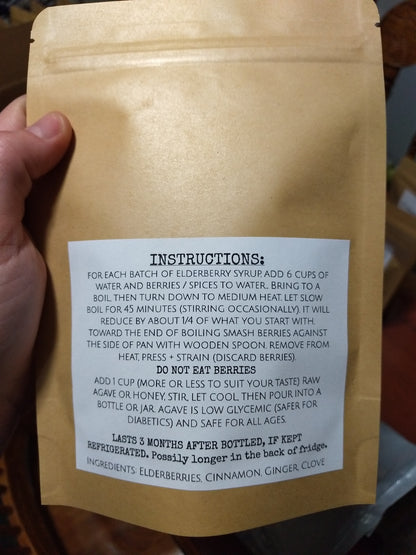 INSTRUCTIONS:
FOR EACH BATCH OF ELDERBERRY SYRUP, ADD 6 CUPS OF
WATER AND BERRIES / SPICES TO WATER. BRING TO A
BOIL, THEN TURN DOWN TO MEDIUM HEAT. LET SLOW
BOIL FOR 45 MINUTES (STIRRING OCCASIONALLY). IT WILL
REDUCE BY ABOUT 1/4 OF WHAT YOU START WITH.
TOWARD THE END OF BOILING SMASH BERRIES AGAINST
THE SIDE OF PAN WITH WOODEN SPOON. REMOVE FROM
HEAT, PRESS + STRAIN (DISCARD BERRIES).
DO NOT EAT BERRIES
ADD 1 CUP (MORE OR LESS TO SUIT YOUR TASTE) RAW
AGAVE OR HONEY, STIR, LET COOL, THEN POUR INTO A
BOTTLE OR JAR. AGAVE IS LOW GLYCEMIC (SAFER FOR
DIABETICS) AND SAFE FOR ALL AGES.
LASTS 3 MONTHS AFTER BOTTLED, IF KEPT
REFRIGERATED. Possily longer in the back of fridge.
INGREDIENTS: ELDERBERRIES, CINNAMON, GINGER, CLOVE